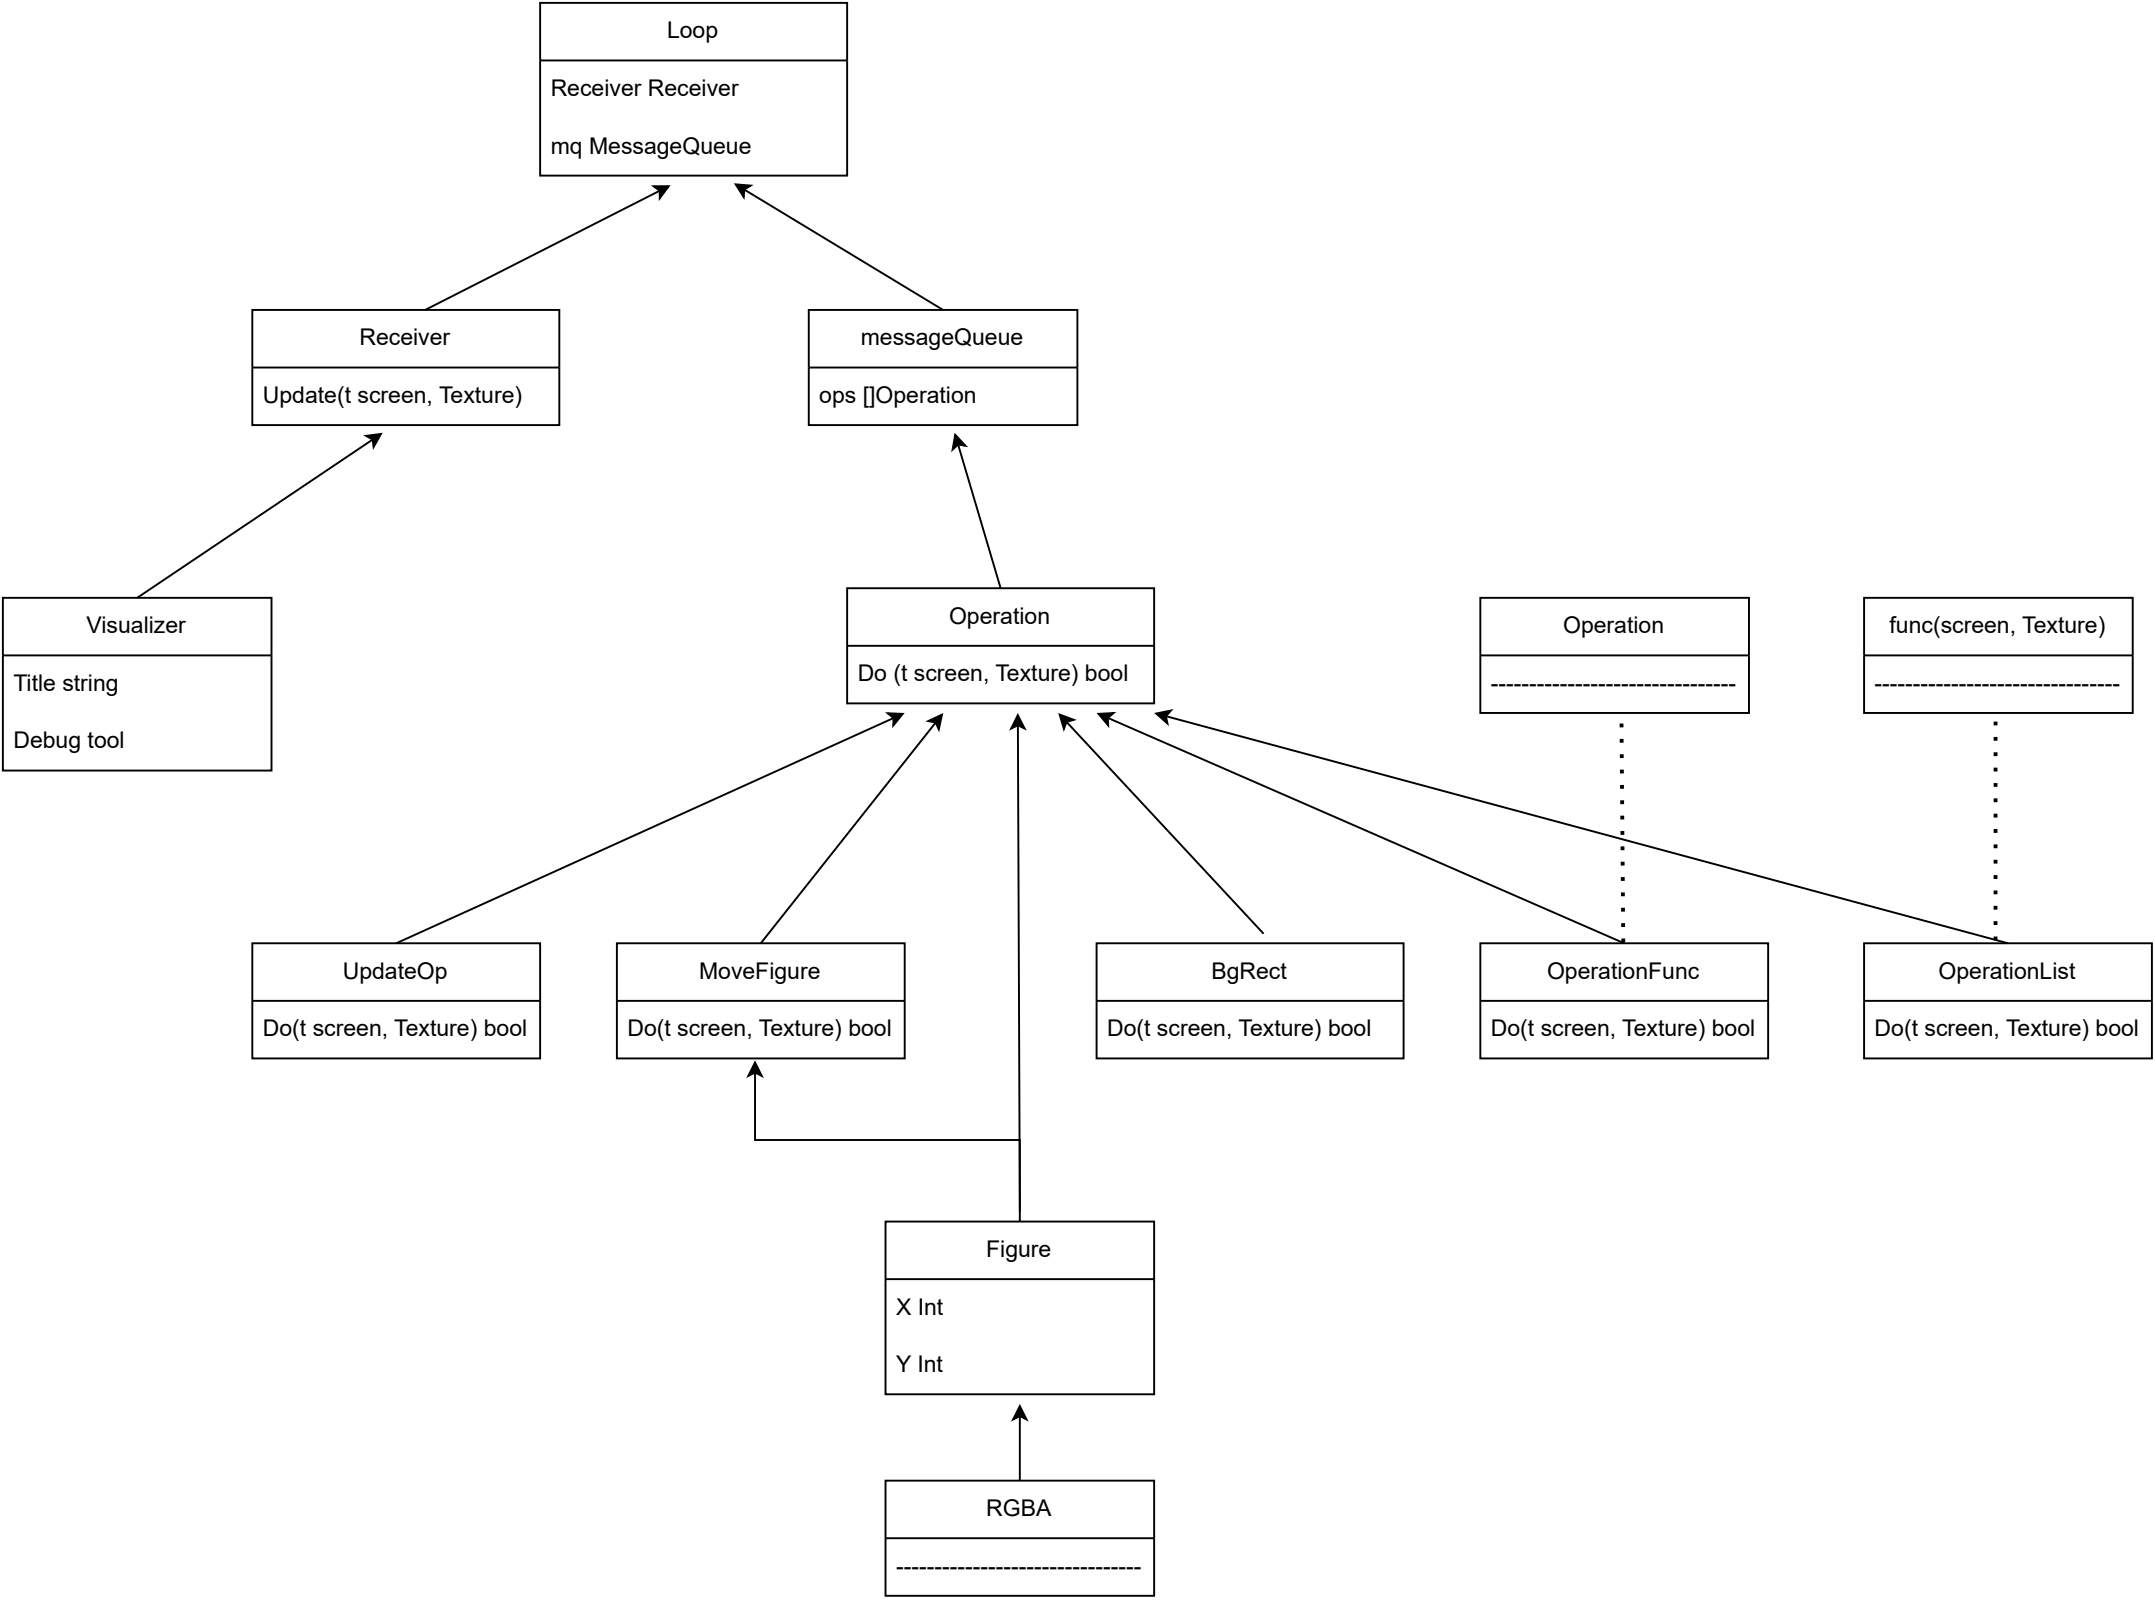 Loop
Receiver Receiver
mq MessageQueue
Receiver
Update(t screen, Texture)
messageQueue
ops []Operation
Visualizer
Title string
Debug tool
Operation
Do (t screen, Texture) bool
Operation
--------------------------------
func(screen, Texture)
--------------------------------
UpdateOp
Do(t screen, Texture) bool
MoveFigure
Do(t screen, Texture) bool
BgRect
Do(t screen, Texture) bool
OperationFunc
Do(t screen, Texture) bool
OperationList
Do(t screen, Texture) bool
Figure
X Int
Y Int
RGBA
--------------------------------